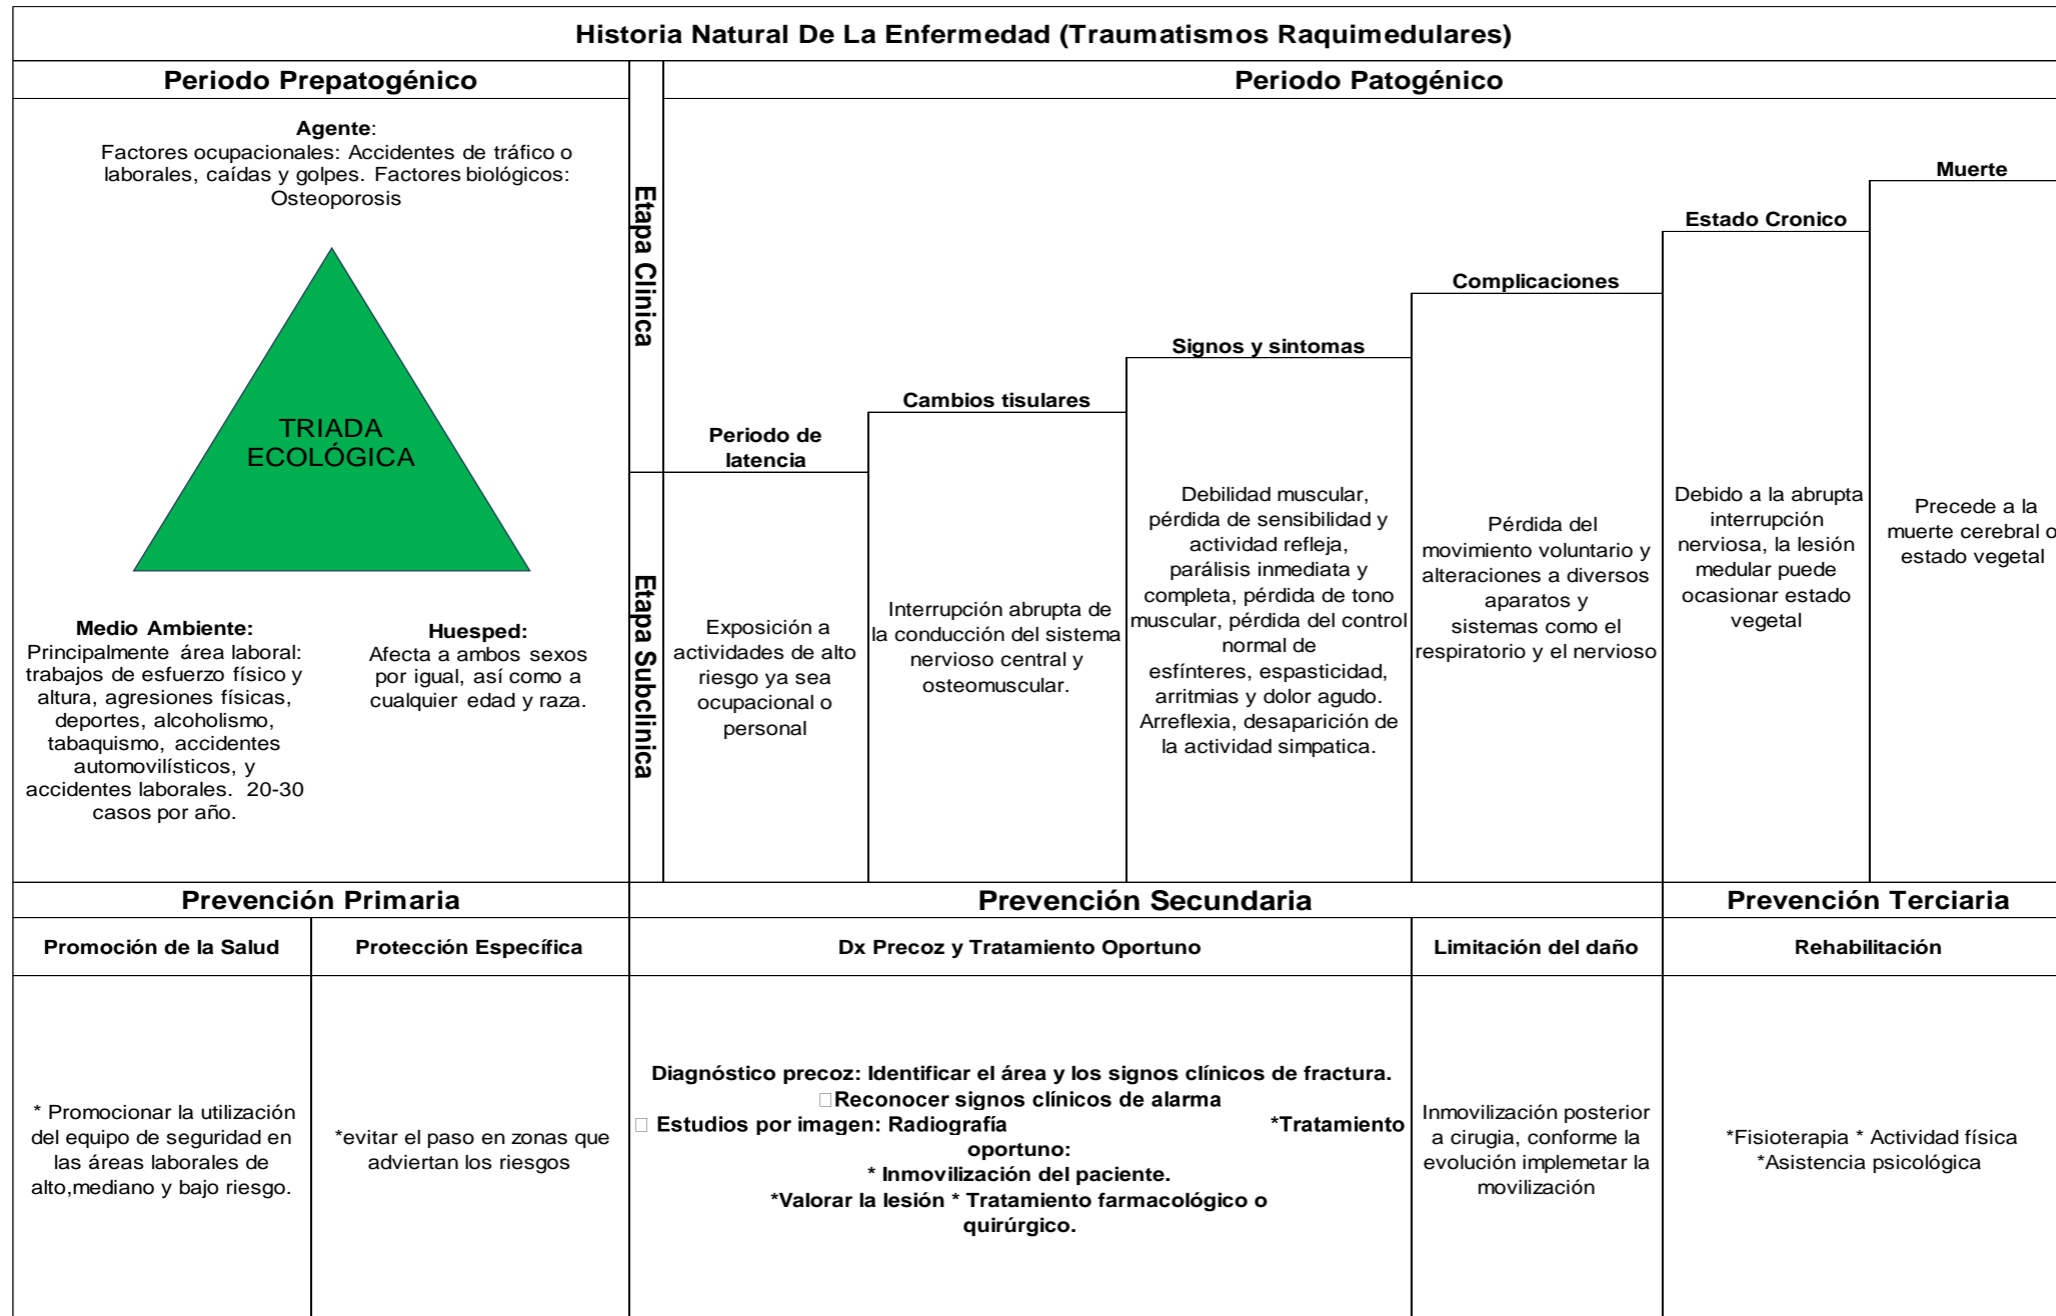 Historia Natural De La Enfermedad (Traumatismos Raquimedulares)
Periodo Prepatogénico
Periodo Patogénico
Agente:
Factores ocupacionales: Accidentes de tráfico o
laborales, caídas y golpes. Factores biológicos:
Osteoporosis
TRIADA
ECOLÓGICA
Medio Ambiente:
Principalmente área laboral:
trabajos de esfuerzo físico y
altura, agresiones físicas,
deportes, alcoholismo,
tabaquismo, accidentes
automovilísticos, y
accidentes laborales. 20-30
casos por año.
Huesped:
Afecta a ambos sexos
por igual, así como a
cualquier edad y raza.
Etapa Clinica
Etapa Subclinica
Periodo de
latencia
Exposición a
actividades de alto
riesgo ya sea
ocupacional o
personal
Cambios tisulares
Interrupción abrupta de
la conducción del sistema
nervioso central y
osteomuscular.
Signos y sintomas
Debilidad muscular,
pérdida de sensibilidad y
actividad refleja,
parálisis inmediata y
completa, pérdida de tono
muscular, pérdida del control
normal de
esfínteres, espasticidad,
arritmias y dolor agudo.
Arreflexia, desaparición de
la actividad simpatica.
Complicaciones
Pérdida del
movimiento voluntario y
alteraciones a diversos
aparatos y
sistemas como el
respiratorio y el nervioso
Estado Cronico
Debido a la abrupta
interrupción
nerviosa, la lesión
medular puede
ocasionar estado
vegetal
Muerte
Precede a la
muerte cerebral o
estado vegetal
Prevención Primaria
Prevención Secundaria
Prevención Terciaria
Promoción de la Salud
Protección Específica
Dx Precoz y Tratamiento Oportuno
Limitación del daño
Rehabilitación
* Promocionar la utilización
del equipo de seguridad en
las áreas laborales de
alto,mediano y bajo riesgo.
*evitar el paso en zonas que
adviertan los riesgos
Diagnóstico precoz: Identificar el área y los signos clínicos de fractura.
□Reconocer signos clínicos de alarma
□ Estudios por imagen: Radiografía *Tratamiento
oportuno:
* Inmovilización del paciente.
*Valorar la lesión * Tratamiento farmacológico o
quirúrgico.
Inmovilización posterior
a cirugia, conforme la
evolución implemetar la
movilización
*Fisioterapia * Actividad física
*Asistencia psicológica